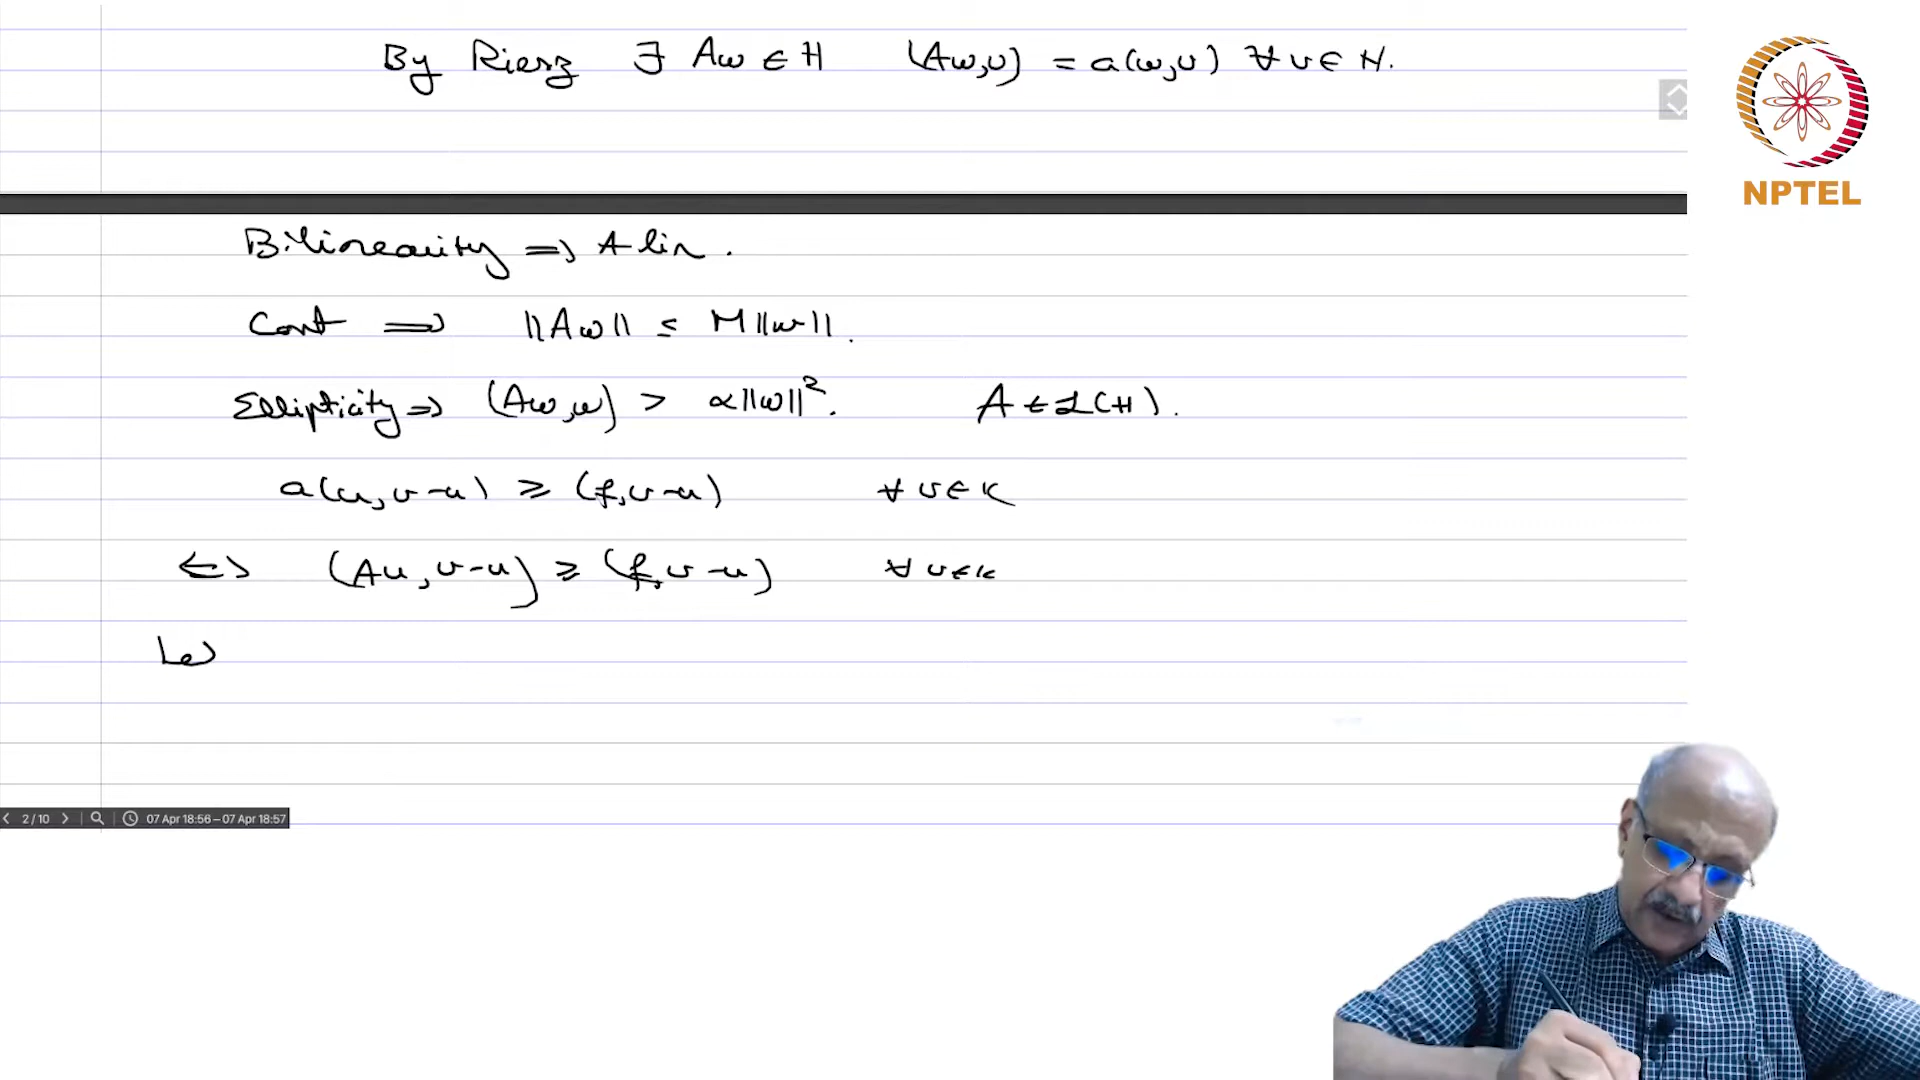 By Riesz ∃ Aw ∈ H (Aw,v) = a(w,v) ∀ v ∈ H.
NPTEL
Bilinearity ⟹ A lin.
Cont ⟹ ||Aw|| ≤ M||w||.
Ellipticity ⟹ (Aw,w) > α||w||². A ∈ L(H).
a(u,v-u) ≥ (f,v-u) ∀ v ∈ K
⟺ (Au,v-u) ≥ (f,v-u) ∀ v ∈ K
Let
2/10 07 Apr 18:56 – 07 Apr 18:57